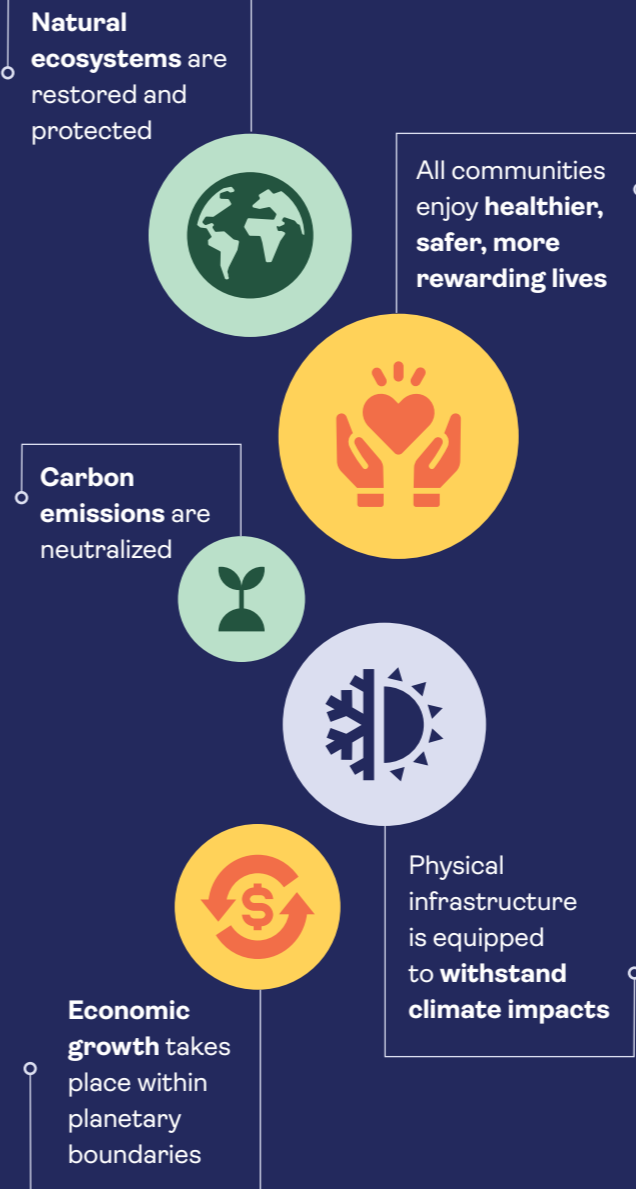 Natural
ecosystems are
restored and
protected
All communities
enjoy healthier,
safer, more
rewarding lives
Carbon
emissions are
neutralized
$
Physical
infrastructure
is equipped
to withstand
climate impacts
Economic
growth takes
place within
planetary
boundaries